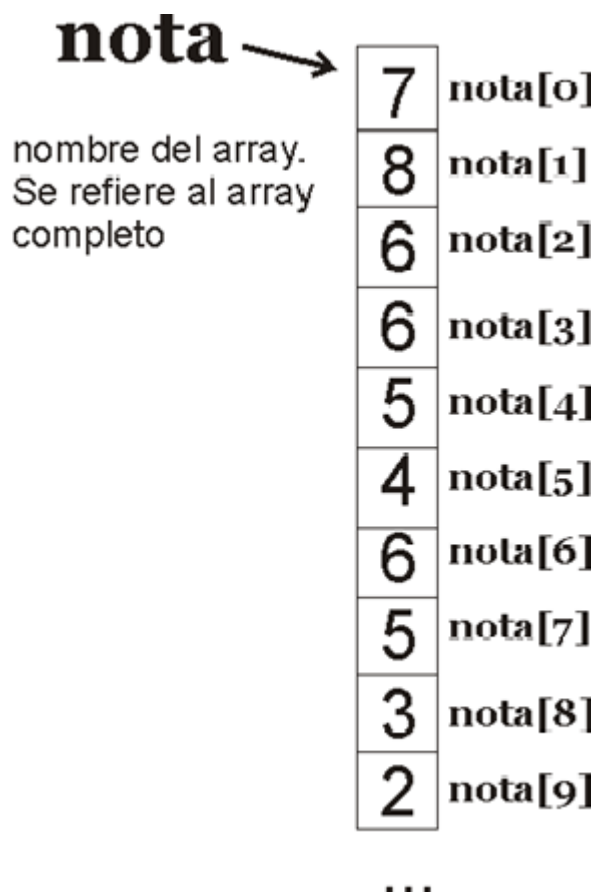 nota
nombre del array.
Se refiere al array
completo
7 nota[0]
8 nota[1]
6 nota[2]
6 nota[3]
5 nota[4]
4 nota[5]
6 nota[6]
5 nota[7]
3 nota[8]
2 nota[9]
...